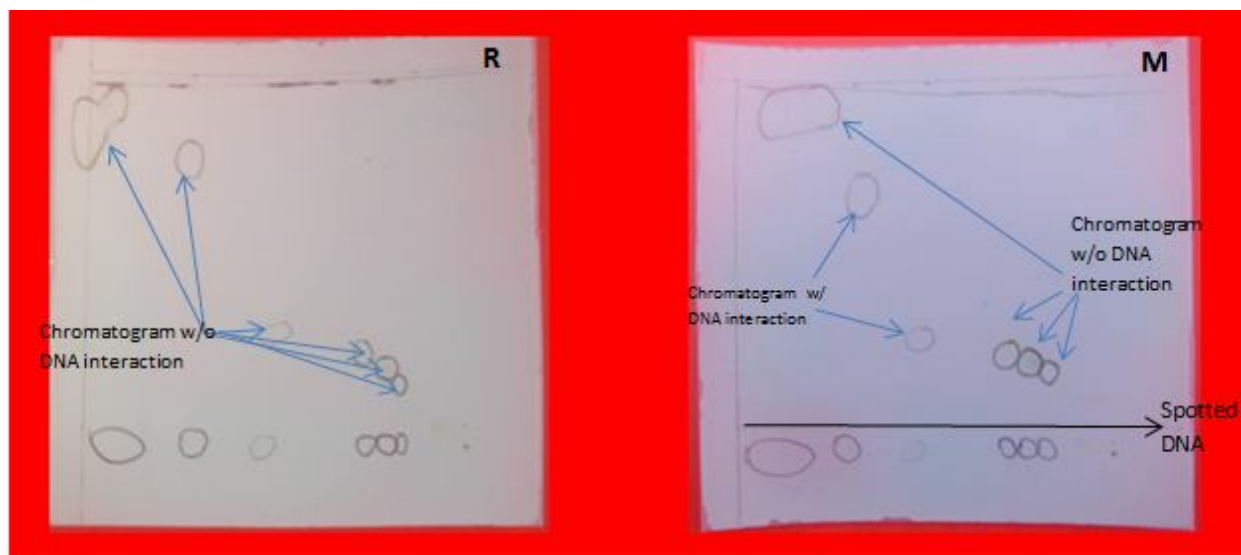 R
Chromatogram w/o
DNA interaction
M
Chromatogram
w/o DNA
interaction
Chromatogram w/
DNA interaction
Spotted
DNA